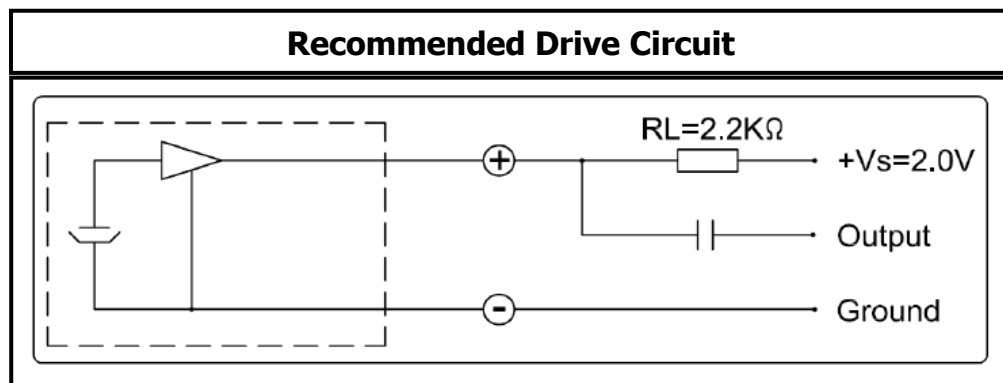 Recommended Drive Circuit
RL=2.2KΩ
+
+Vs=2.0V
Output
-
Ground